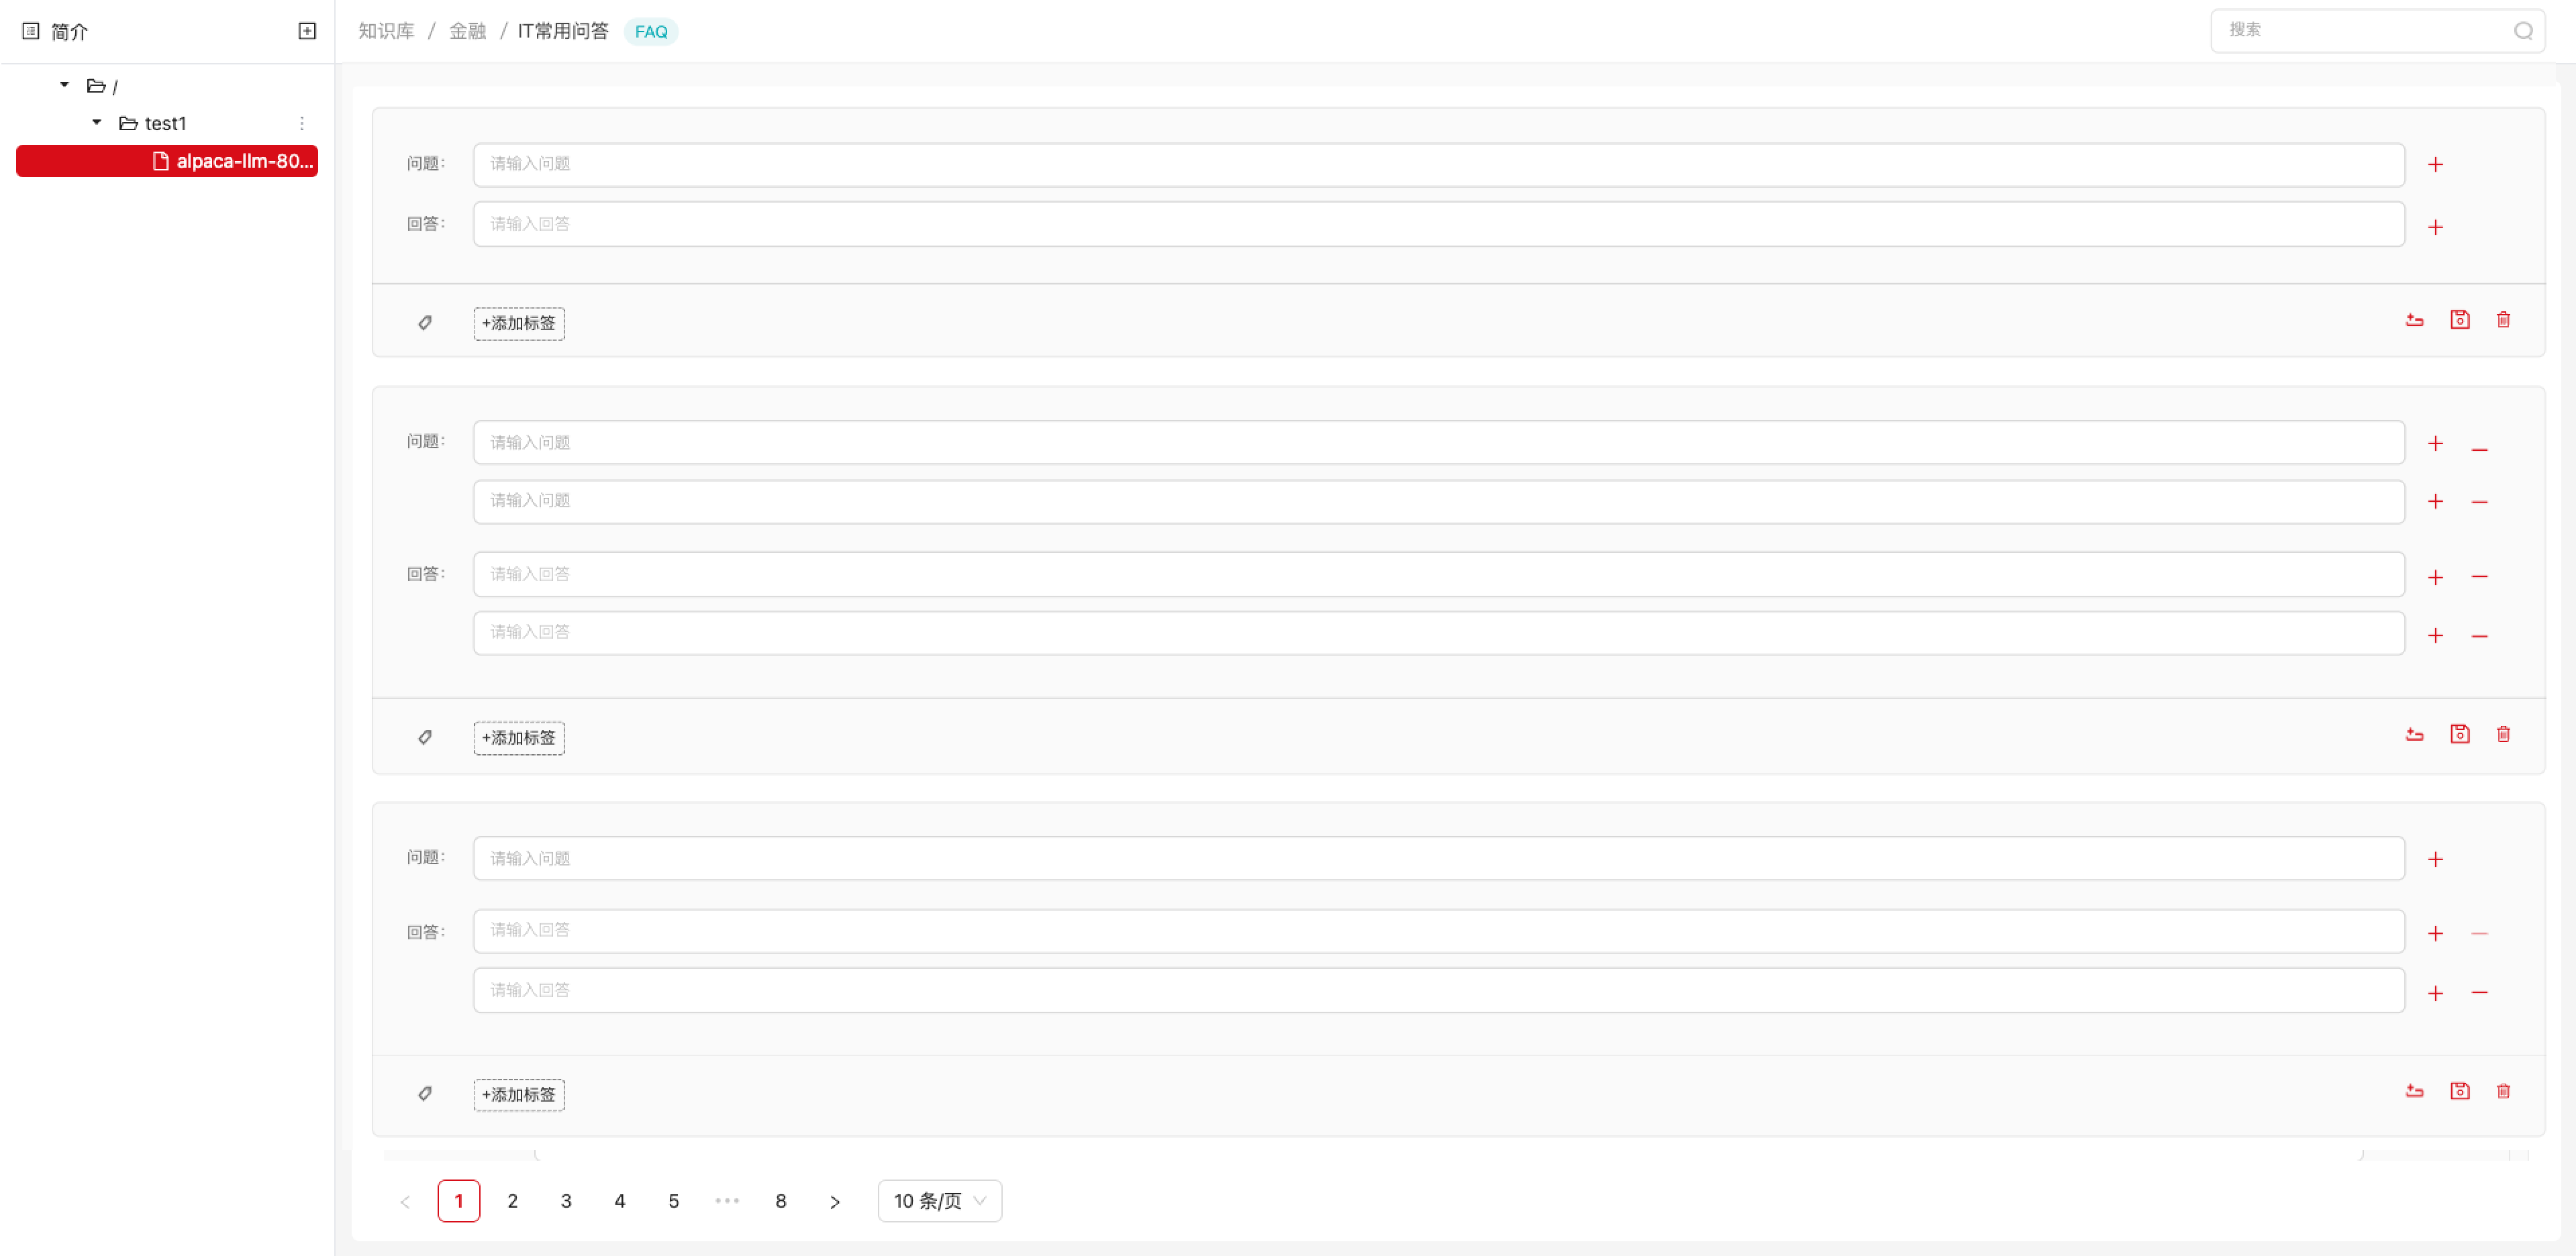 简介
知识库 / 金融 / IT常用问答 FAQ
搜索
/
test1
alpaca-llm-80...
问题: 请输入问题
回答: 请输入回答
+添加标签
问题: 请输入问题
请输入问题
回答: 请输入回答
请输入回答
+添加标签
问题: 请输入问题
回答: 请输入回答
请输入回答
+添加标签
< 1 2 3 4 5 ••• 8 > 10 条/页